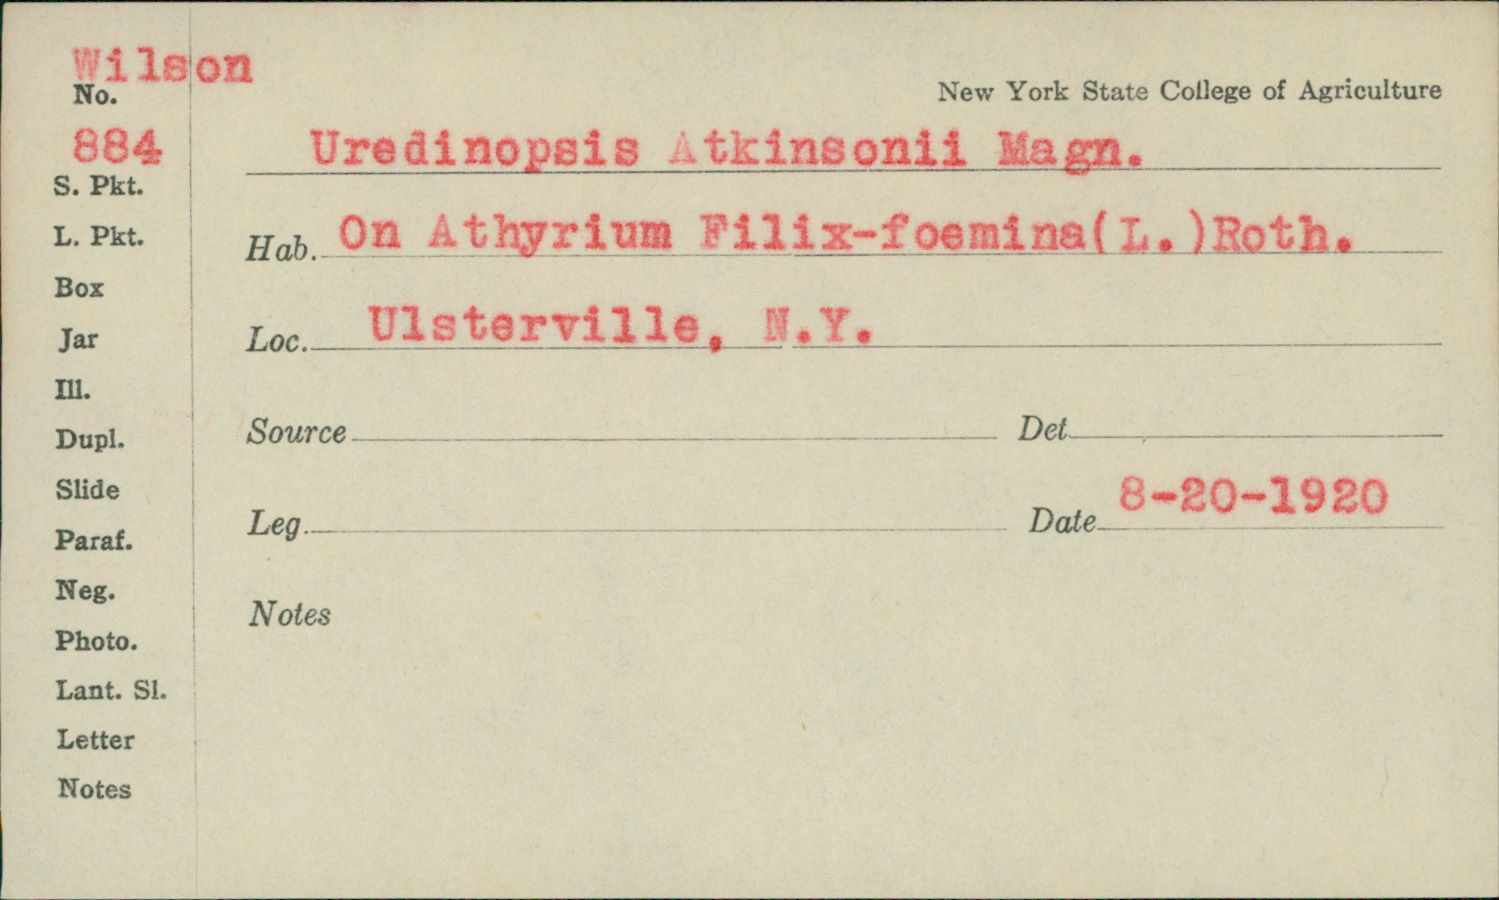 Wilson
No.
884
New York State College of Agriculture
Uredinopsis Atkinsonii Magn.
S. Pkt.
L. Pkt.
Hab. On Athyrium Filix-foemina(L.)Roth.
Box
Jar
Loc. Ulsterville, N.Y.
Ill.
Dupl.
Source Det
Slide
Paraf.
Leg. Date 8-20-1920
Neg.
Notes
Photo.
Lant. Sl.
Letter
Notes